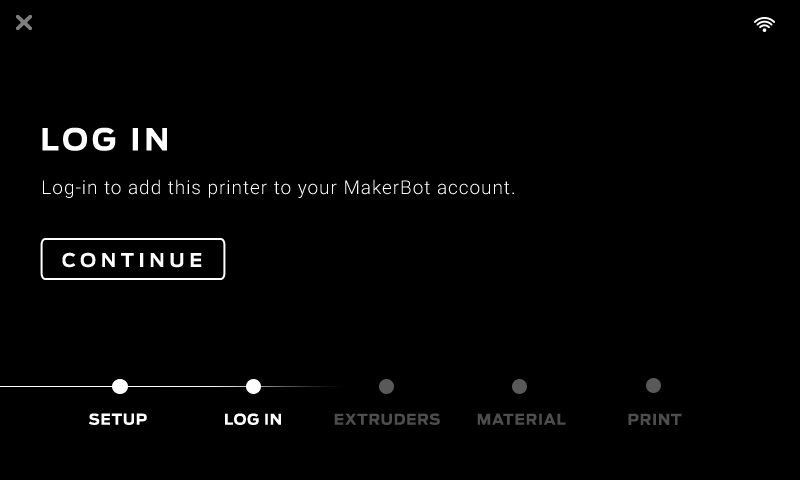 LOG IN
Log-in to add this printer to your MakerBot account.
CONTINUE
SETUP LOG IN EXTRUDERS MATERIAL PRINT